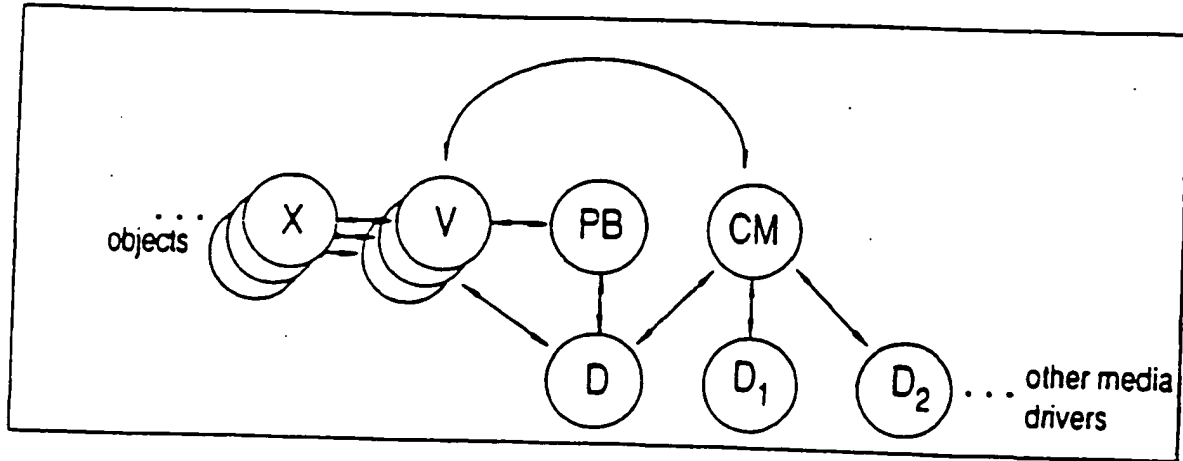 X V PB CM
. . .
objects
D D₁ D₂ . . . other media
drivers